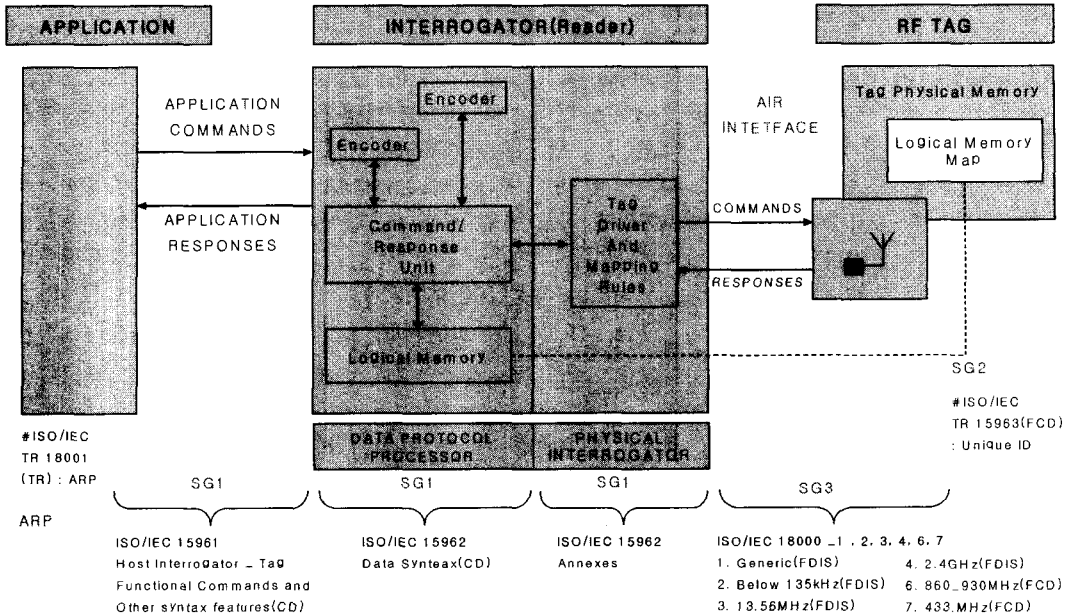 APPLICATION
INTERROGATOR(Reader)
RF TAG
APPLICATION
COMMANDS
APPLICATION
RESPONSES
Encoder
Encoder
Command/
Response
Unit
Logical Memory
Tag
Driver
And
Mapping
Rules
AIR
INTETFACE
COMMANDS
RESPONSES
Tag Physical Memory
Logical Memory
Map
SG2
#ISO/IEC
TR 15963(FCD)
: Unique ID
#ISO/IEC
TR 18001
(TR) : ARP
ARP
DATA PROTOCOL
PROCESSOR
PHYSICAL
INTERROGATOR
SG1
SG1
SG1
SG3
ISO/IEC 15961
Host Interrogator _ Tag
Functional Commands and
Other syntax features(CD)
ISO/IEC 15962
Data Synteax(CD)
ISO/IEC 15962
Annexes
ISO/IEC 18000 _1 , 2, 3, 4, 6, 7
1. Generic(FDIS)
2. Below 135kHz(FDIS)
3. 13.56MHz(FDIS)
4. 2.4GHz(FDIS)
6. 860_930MHz(FCD)
7. 433.MHz(FCD)